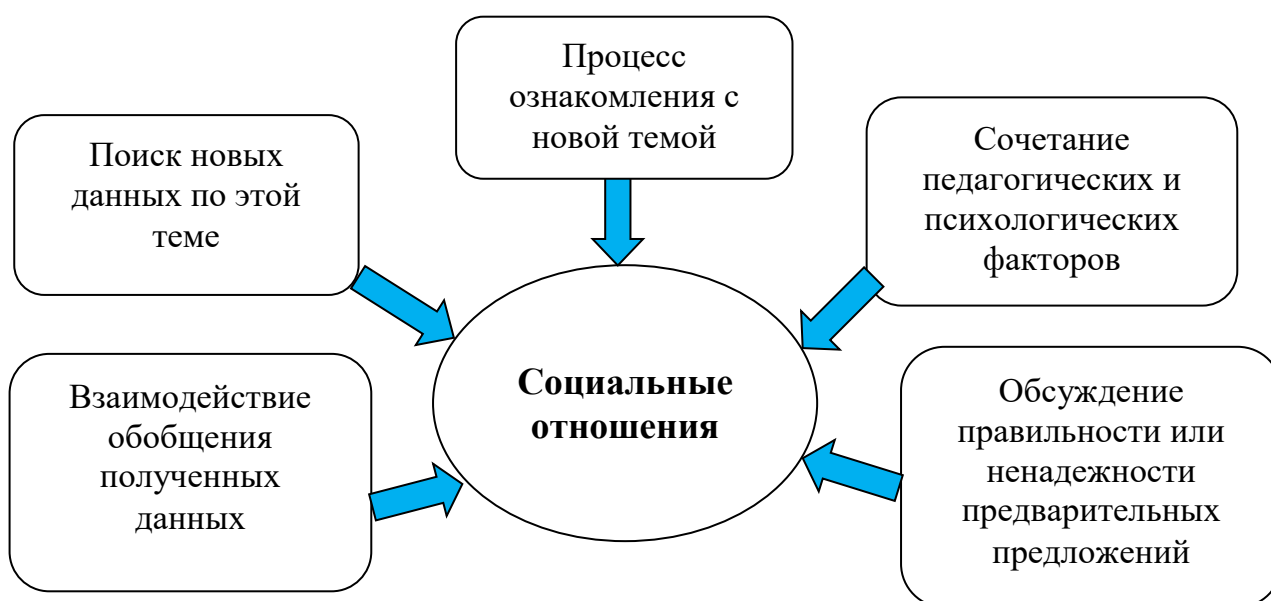 Процесс
ознакомления с
новой темой
Поиск новых
данных по этой
теме
Сочетание
педагогических и
психологических
факторов
Социальные
отношения
Взаимодействие
обобщения
полученных
данных
Обсуждение
правильности или
ненадежности
предварительных
предложений